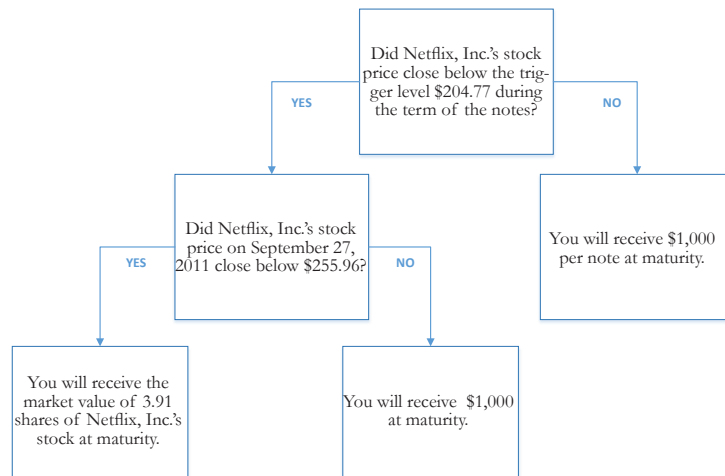 Did Netflix, Inc.'s stock
price close below the trig-
ger level $204.77 during
the term of the notes?
YES
NO
Did Netflix, Inc.'s stock
price on September 27,
2011 close below $255.96?
You will receive $1,000
per note at maturity.
YES
NO
You will receive the
market value of 3.91
shares of Netflix, Inc.'s
stock at maturity.
You will receive $1,000
at maturity.